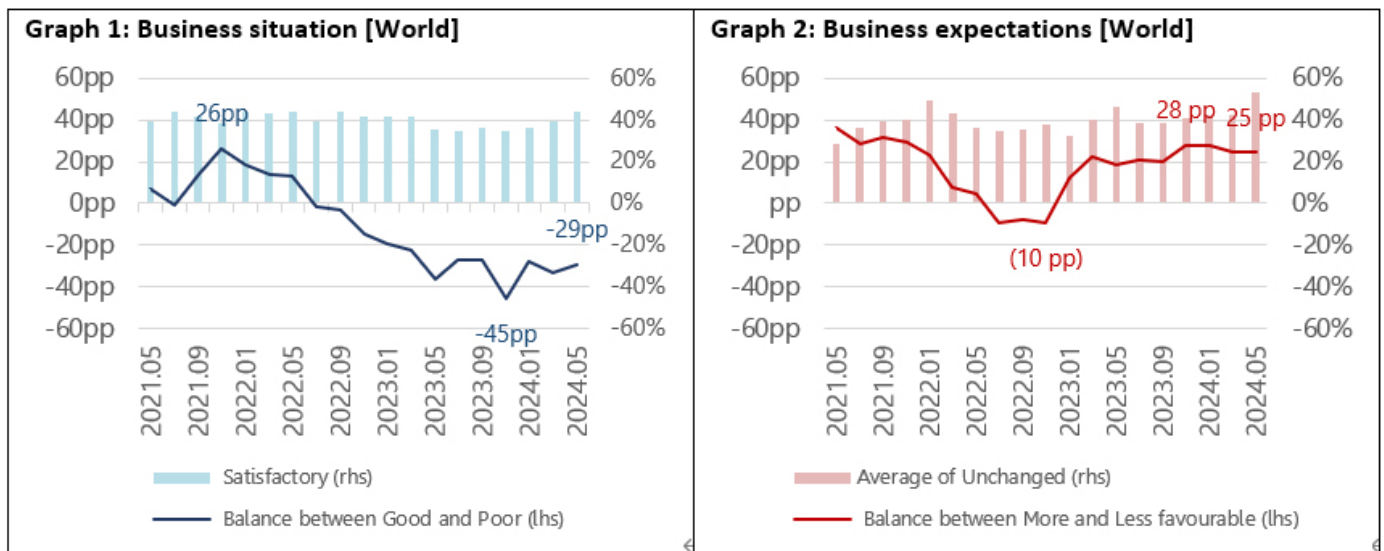 Graph 1: Business situation [World]
60pp
40pp
20pp
0pp
-20pp
-40pp
-60pp
60%
40%
20%
0%
-20%
-40%
-60%
26pp
-29pp
-45pp
2021.05
2021.09
2022.01
2022.05
2022.09
2023.01
2023.05
2023.09
2024.01
2024.05
Satisfactory (rhs)
Balance between Good and Poor (lhs)
Graph 2: Business expectations [World]
60pp
40pp
20pp
pp
-20pp
-40pp
-60pp
60%
40%
20%
0%
-20%
-40%
-60%
28 pp
25 pp
(10 pp)
2021.05
2021.09
2022.01
2022.05
2022.09
2023.01
2023.05
2023.09
2024.01
2024.05
Average of Unchanged (rhs)
Balance between More and Less favourable (lhs)